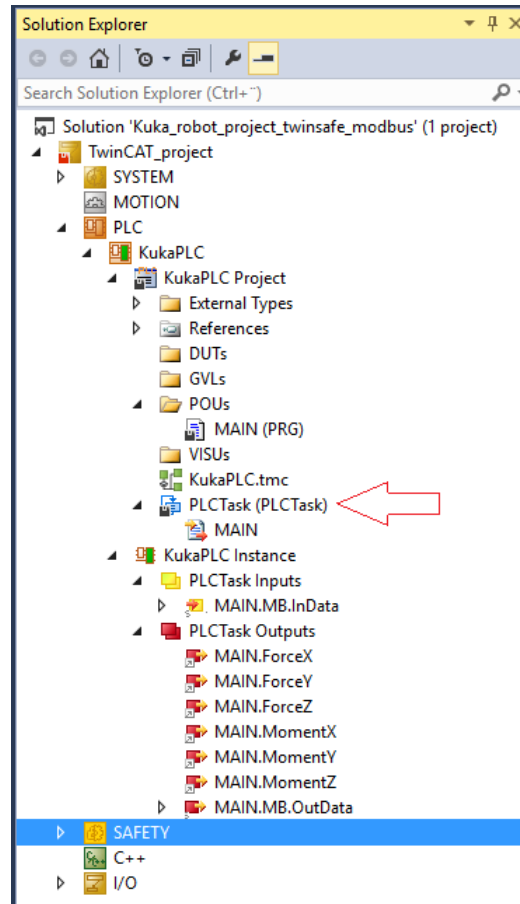 Solution Explorer
Search Solution Explorer (Ctrl+¨)
Solution 'Kuka_robot_project_twinsafe_modbus' (1 project)
TwinCAT_project
SYSTEM
MOTION
PLC
KukaPLC
KukaPLC Project
External Types
References
DUTs
GVLs
POUs
MAIN (PRG)
VISUs
KukaPLC.tmc
PLCTask (PLCTask)
MAIN
KukaPLC Instance
PLCTask Inputs
MAIN.MB.InData
PLCTask Outputs
MAIN.ForceX
MAIN.ForceY
MAIN.ForceZ
MAIN.MomentX
MAIN.MomentY
MAIN.MomentZ
MAIN.MB.OutData
SAFETY
C++
I/O